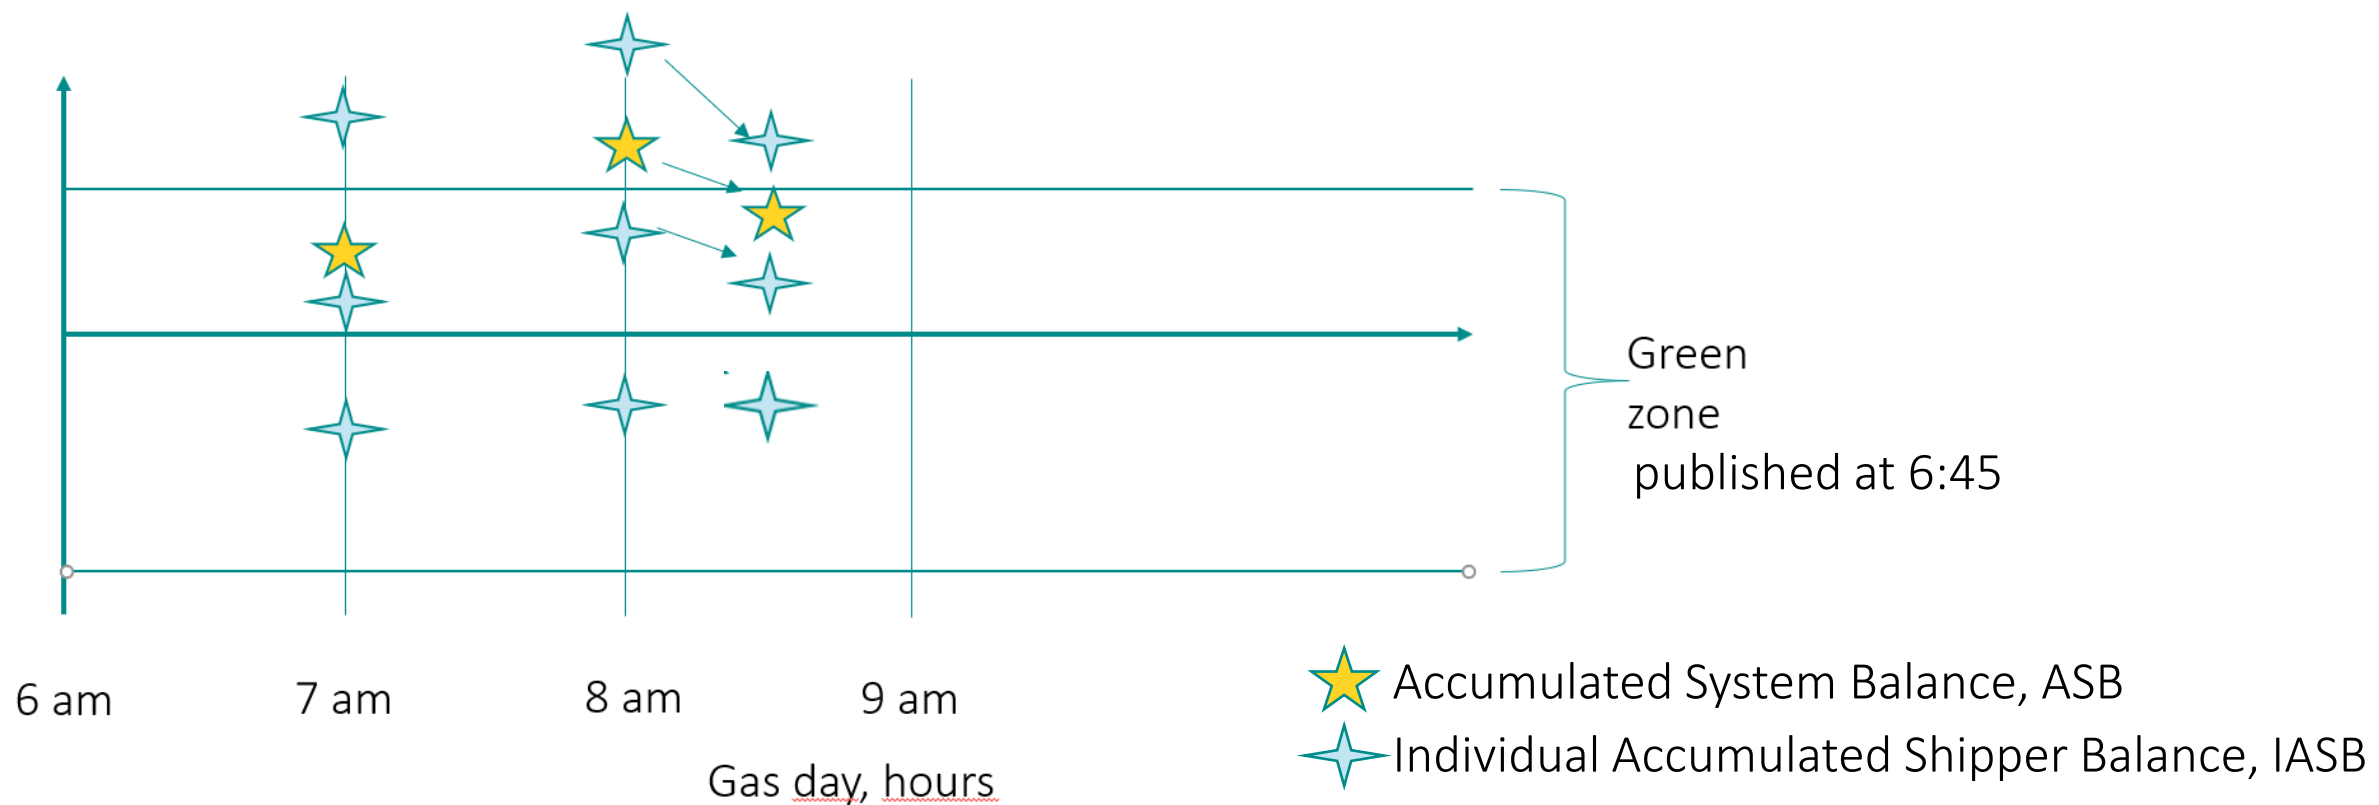 Green
zone
published at 6:45
6 am
7 am
8 am
9 am
Gas day, hours
Accumulated System Balance, ASB
Individual Accumulated Shipper Balance, IASB